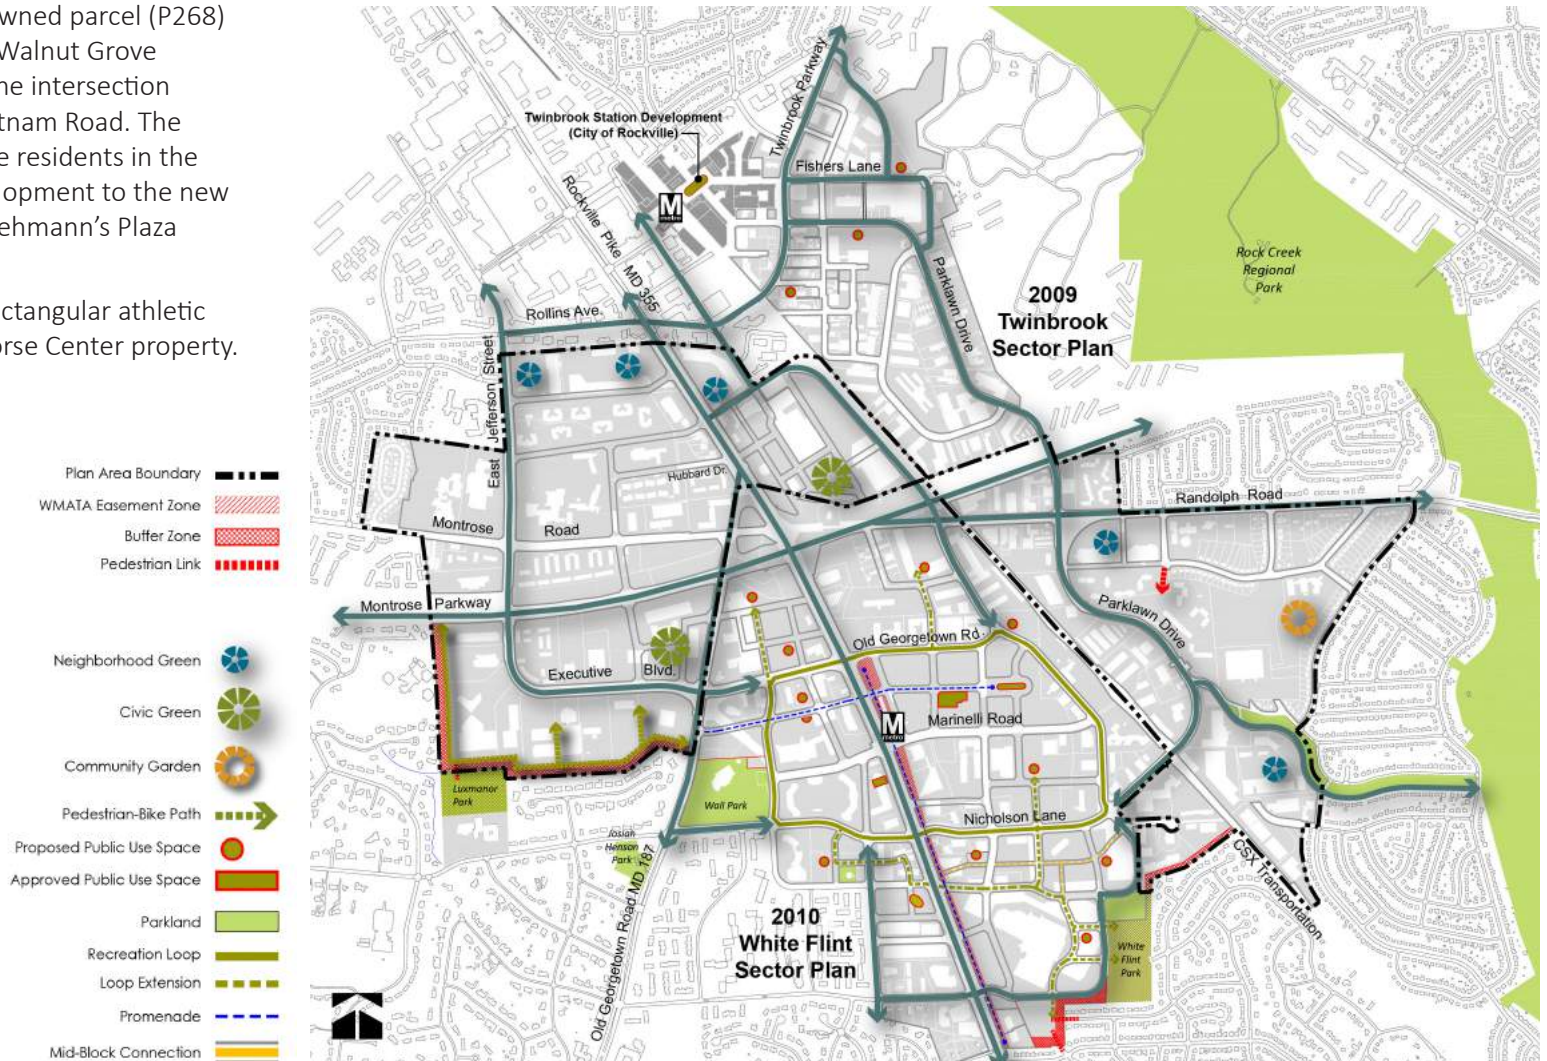 wned parcel (P268)
Walnut Grove
he intersection
tnam Road. The
e residents in the
lopment to the new
ehmann’s Plaza
ctangular athletic
orse Center property.
Plan Area Boundary
WMATA Easement Zone
Buffer Zone
Pedestrian Link
Neighborhood Green
Civic Green
Community Garden
Pedestrian-Bike Path
Proposed Public Use Space
Approved Public Use Space
Parkland
Recreation Loop
Loop Extension
Promenade
Mid-Block Connection
Twinbrook Station Development
(City of Rockville)
M
metro
Twinbrook Parkway
Fishers Lane
Rockville Pike MD 355
Rollins Ave.
Parklawn Drive
2009
Twinbrook
Sector Plan
Rock Creek
Regional
Park
East Jefferson Street
Hubbard Dr.
Montrose Road
Randolph Road
Montrose Parkway
Parklawn Drive
Old Georgetown Rd.
Executive Blvd.
Marinelli Road
M
metro
Luxmanor
Park
Wall Park
Nicholson Lane
Josiah
Henson
Park
Old Georgetown Road MD 187
CSX Transportation
2010
White Flint
Sector Plan
White
Flint
Park